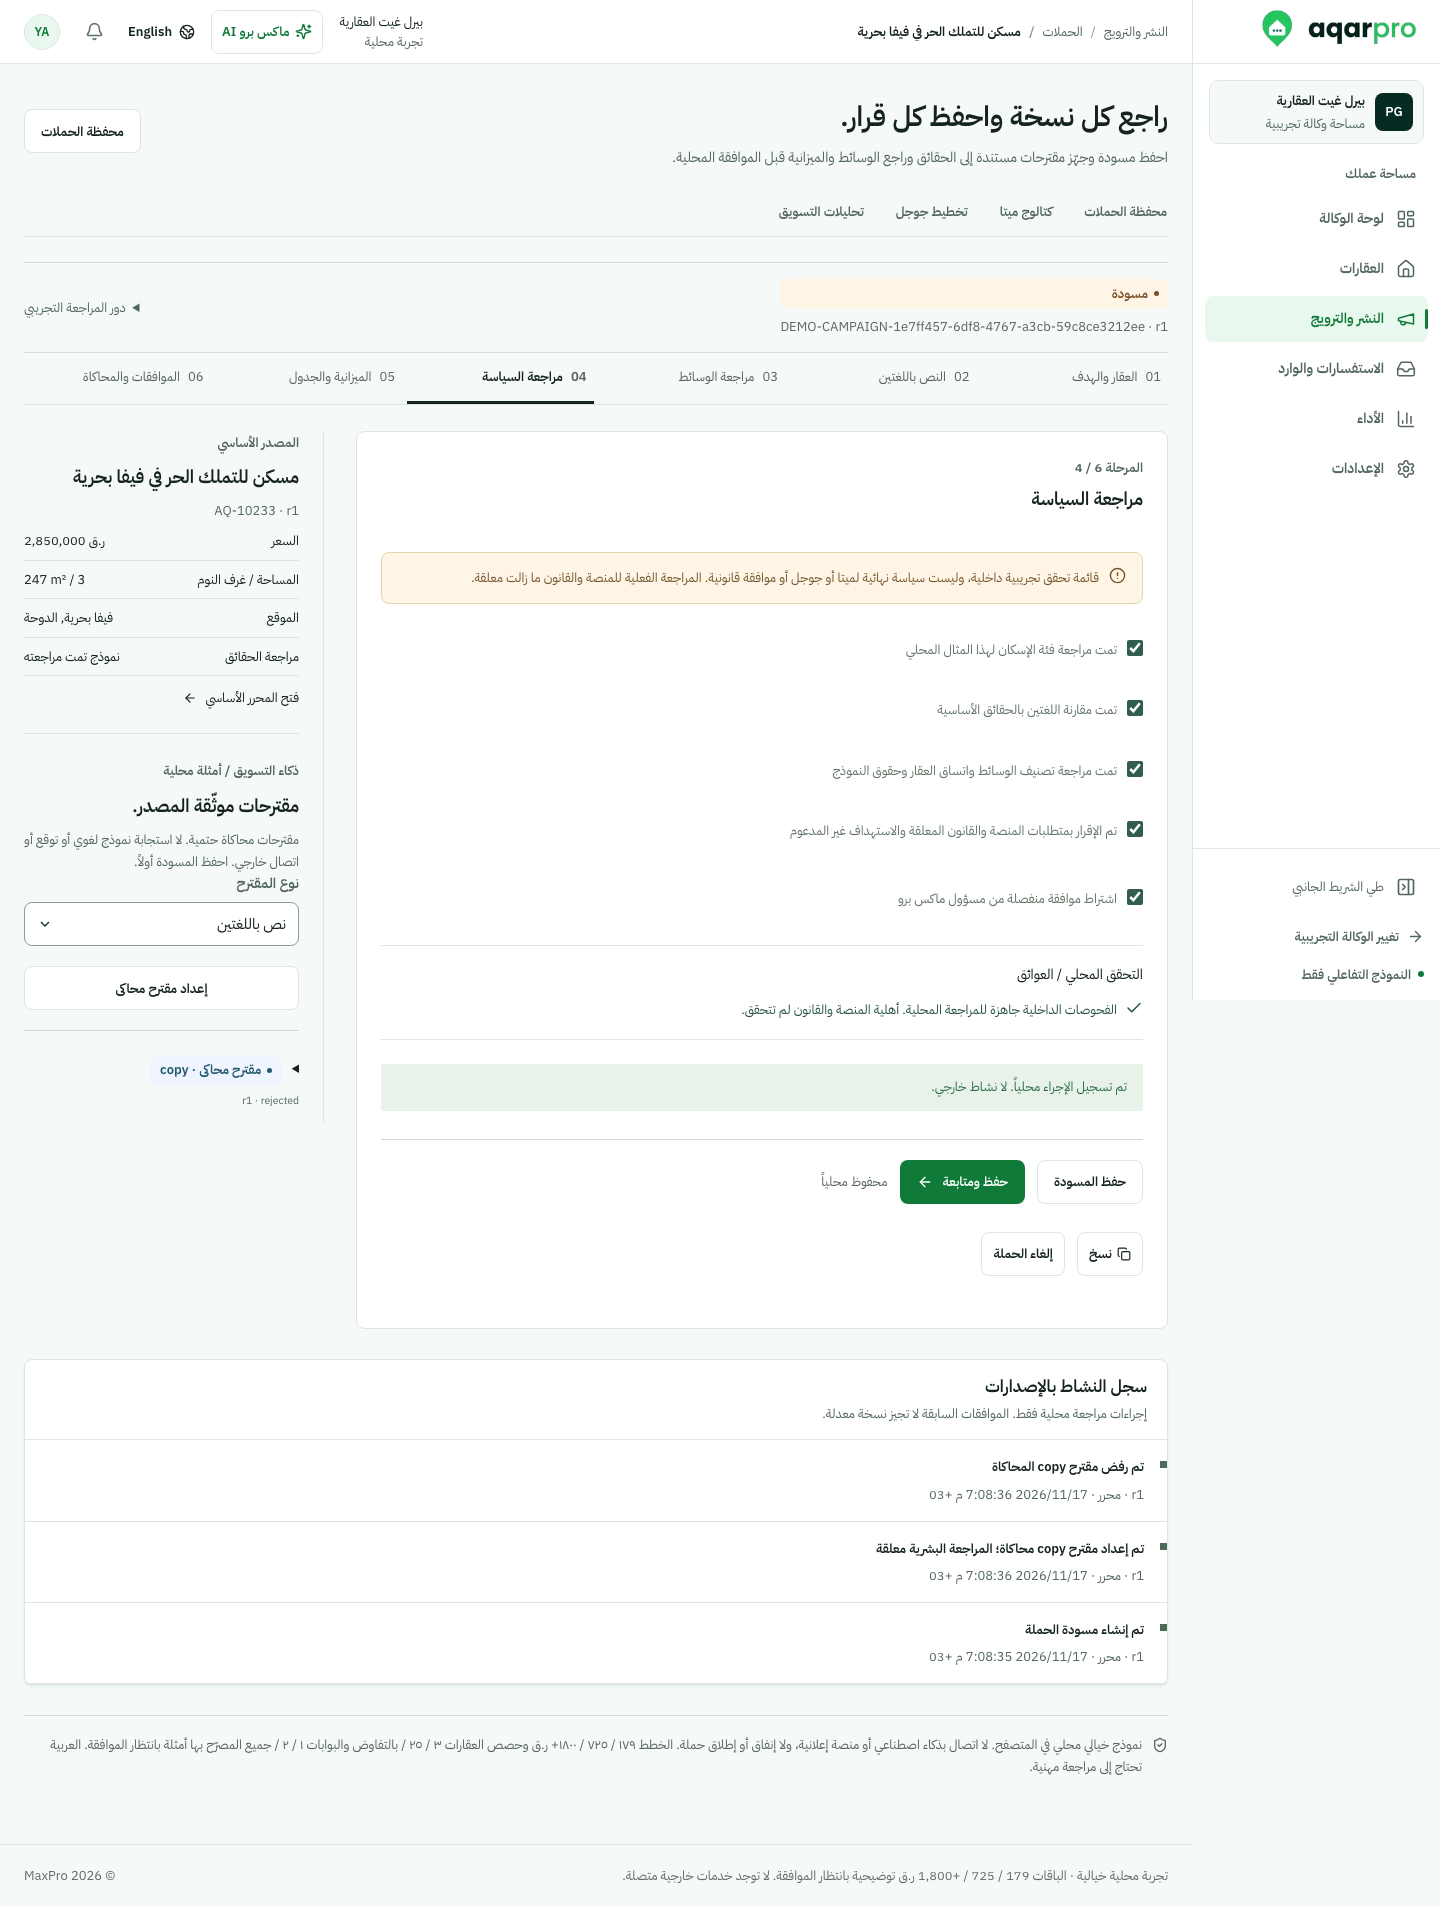 aqarpro
PG
بيرل غيت العقارية
مساحة وكالة تجريبية
مساحة عملك
لوحة الوكالة
العقارات
النشر والترويج
الاستفسارات والوارد
الأداء
الإعدادات
طي الشريط الجانبي
تغيير الوكالة التجريبية
النموذج التفاعلي فقط
النشر والترويج / الحملات / مسكن للتملك الحر في فيفا بحرية
بيرل غيت العقارية
تجربة محلية
ماكس برو AI
English
YA
راجع كل نسخة واحفظ كل قرار.
احفظ مسودة وجهّز مقترحات مستندة إلى الحقائق وراجع الوسائط والميزانية قبل الموافقة المحلية.
محفظة الحملات
محفظة الحملات
كتالوج ميتا
تخطيط جوجل
تحليلات التسويق
مسودة
DEMO-CAMPAIGN-1e7ff457-6df8-4767-a3cb-59c8ce3212ee · r1
دور المراجعة التجريبي
01 العقار والهدف
02 النص باللغتين
03 مراجعة الوسائط
04 مراجعة السياسة
05 الميزانية والجدول
06 الموافقات والمحاكاة
المرحلة 6 / 4
مراجعة السياسة
قائمة تحقق تجريبية داخلية، وليست سياسة نهائية لميتا أو جوجل أو موافقة قانونية. المراجعة الفعلية للمنصة والقانون ما زالت معلقة.
تمت مراجعة فئة الإسكان لهذا المثال المحلي
تمت مقارنة اللغتين بالحقائق الأساسية
تمت مراجعة تصنيف الوسائط واتساق العقار وحقوق النموذج
تم الإقرار بمتطلبات المنصة والقانون المعلقة والاستهداف غير المدعوم
اشتراط موافقة منفصلة من مسؤول ماكس برو
التحقق المحلي / العوائق
الفحوصات الداخلية جاهزة للمراجعة المحلية. أهلية المنصة والقانون لم تتحقق.
تم تسجيل الإجراء محلياً. لا نشاط خارجي.
حفظ المسودة
حفظ ومتابعة
محفوظ محلياً
نسخ
إلغاء الحملة
المصدر الأساسي
مسكن للتملك الحر في فيفا بحرية
AQ-10233 · r1
السعر
ر.ق 2,850,000
المساحة / غرف النوم
247 m² / 3
الموقع
فيفا بحرية, الدوحة
مراجعة الحقائق
نموذج تمت مراجعته
فتح المحرر الأساسي
ذكاء التسويق / أمثلة محلية
مقترحات موثّقة المصدر.
مقترحات محاكاة حتمية. لا استجابة نموذج لغوي أو توقع أو
اتصال خارجي. احفظ المسودة أولاً.
نوع المقترح
نص باللغتين
إعداد مقترح محاكى
مقترح محاكى · copy
r1 · rejected
سجل النشاط بالإصدارات
إجراءات مراجعة محلية فقط. الموافقات السابقة لا تجيز نسخة معدلة.
تم رفض مقترح copy المحاكاة
r1 · محرر · 2026/11/17 7:08:36 م +03
تم إعداد مقترح copy محاكاة؛ المراجعة البشرية معلقة
r1 · محرر · 2026/11/17 7:08:36 م +03
تم إنشاء مسودة الحملة
r1 · محرر · 2026/11/17 7:08:35 م +03
نموذج خيالي محلي في المتصفح. لا اتصال بذكاء اصطناعي أو منصة إعلانية، ولا إنفاق أو إطلاق حملة. الخطط ١٧٩ / ٧٢٥ / ١٨٠٠+ ر.ق وحصص العقارات ٣ / ٢٥ / بالتفاوض والبوابات ١ / ٢ / جميع المصرّح بها أمثلة بانتظار الموافقة. العربية
تحتاج إلى مراجعة مهنية.
تجربة محلية خيالية · الباقات 179 / 725 / +1,800 ر.ق توضيحية بانتظار الموافقة. لا توجد خدمات خارجية متصلة.
© 2026 MaxPro